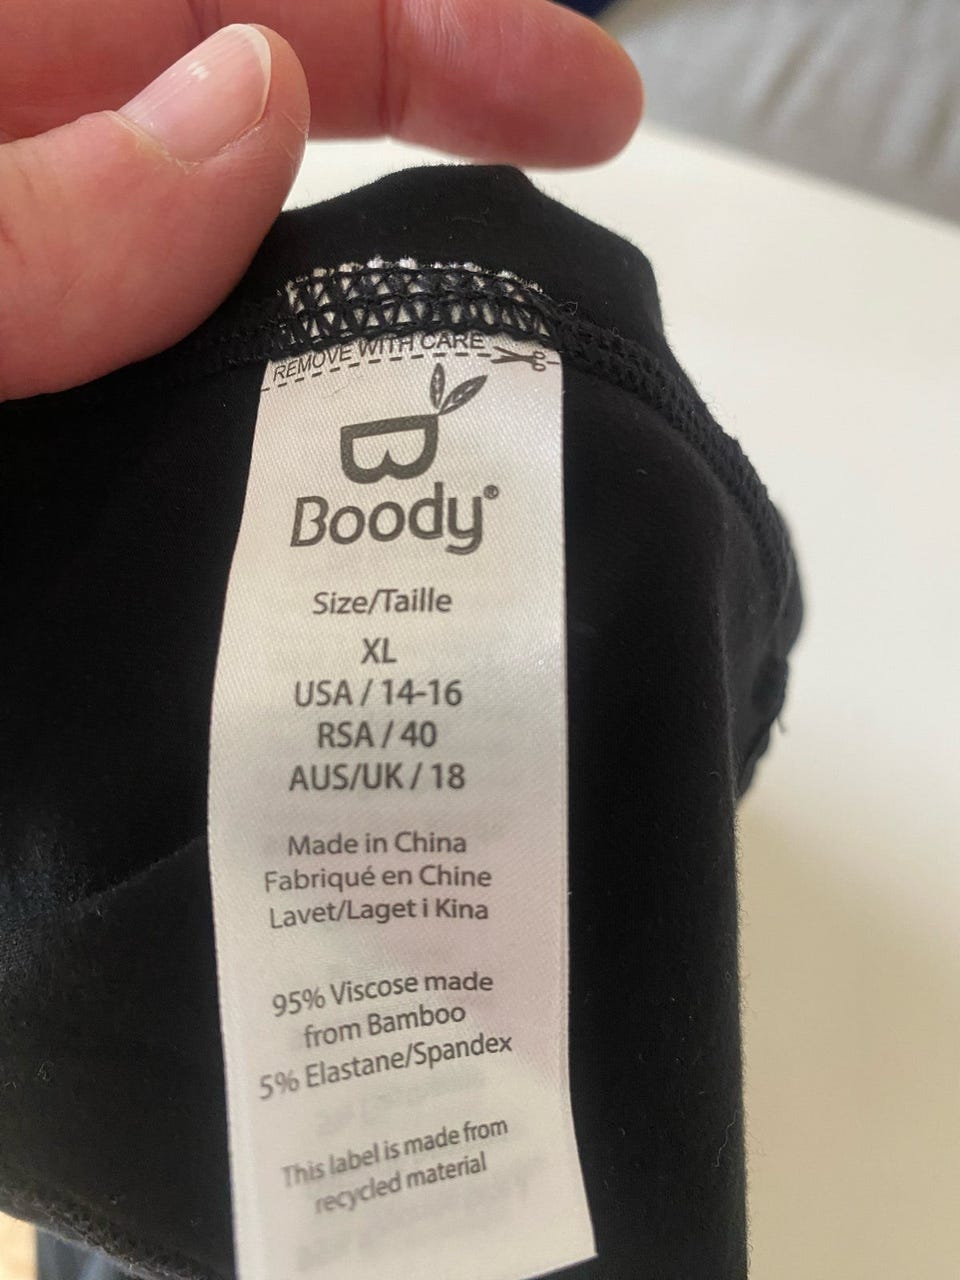 REMOVE WITH CARE
B
Boody®
Size/Taille
XL
USA / 14-16
RSA / 40
AUS/UK / 18
Made in China
Fabriqué en Chine
Lavet/Laget i Kina
95% Viscose made
from Bamboo
5% Elastane/Spandex
This label is made from
recycled material